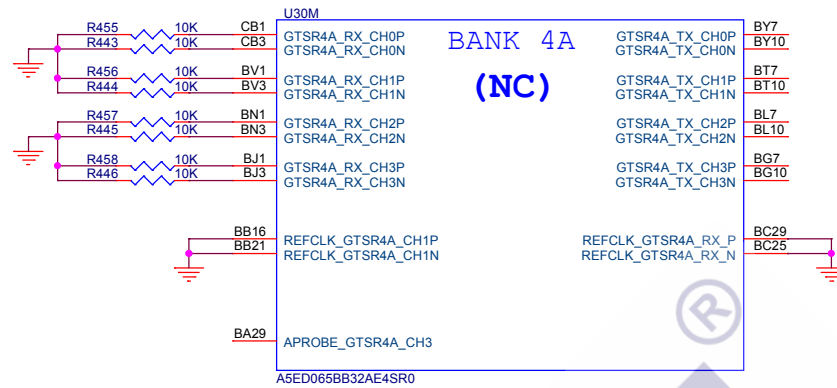 U30M
BANK 4A
(NC)
R455 10K CB1 GTSR4A_RX_CH0P GTSR4A_TX_CH0P BY7
R443 10K CB3 GTSR4A_RX_CH0N GTSR4A_TX_CH0N BY10
R456 10K BV1 GTSR4A_RX_CH1P GTSR4A_TX_CH1P BT7
R444 10K BV3 GTSR4A_RX_CH1N GTSR4A_TX_CH1N BT10
R457 10K BN1 GTSR4A_RX_CH2P GTSR4A_TX_CH2P BL7
R445 10K BN3 GTSR4A_RX_CH2N GTSR4A_TX_CH2N BL10
R458 10K BJ1 GTSR4A_RX_CH3P GTSR4A_TX_CH3P BG7
R446 10K BJ3 GTSR4A_RX_CH3N GTSR4A_TX_CH3N BG10
BB16 REFCLK_GTSR4A_CH1P REFCLK_GTSR4A_RX_P BC29
BB21 REFCLK_GTSR4A_CH1N REFCLK_GTSR4A_RX_N BC25
®
BA29 APROBE_GTSR4A_CH3
A5ED065BB32AE4SR0